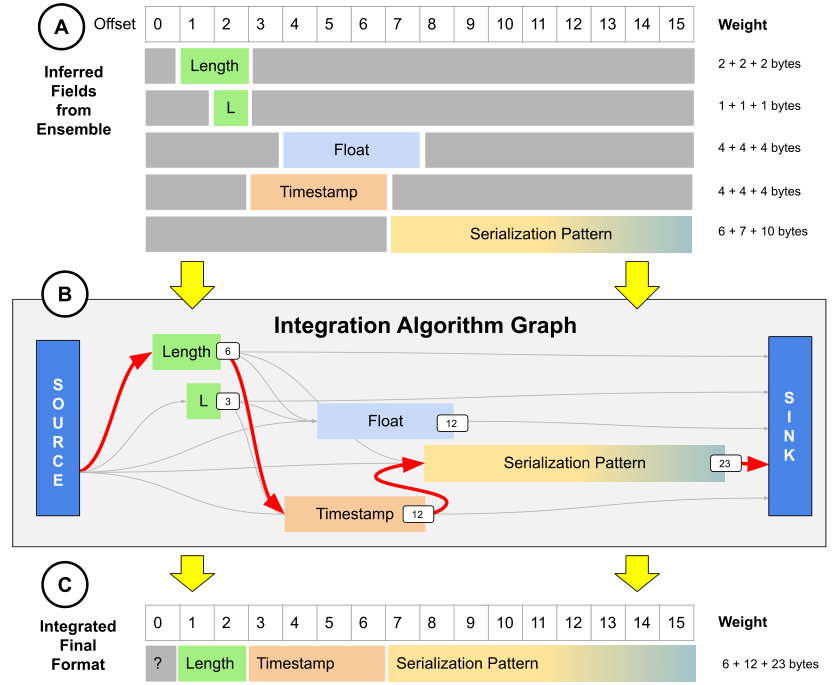 A
Offset 0 1 2 3 4 5 6 7 8 9 10 11 12 13 14 15 Weight
Inferred
Fields
from
Ensemble
Length 2 + 2 + 2 bytes
L 1 + 1 + 1 bytes
Float 4 + 4 + 4 bytes
Timestamp 4 + 4 + 4 bytes
Serialization Pattern 6 + 7 + 10 bytes
B
Integration Algorithm Graph
SOURCE
Length 6
L 3
Float 12
Serialization Pattern 23
Timestamp 12
SINK
C
0 1 2 3 4 5 6 7 8 9 10 11 12 13 14 15 Weight
Integrated
Final
Format
? Length Timestamp Serialization Pattern 6 + 12 + 23 bytes